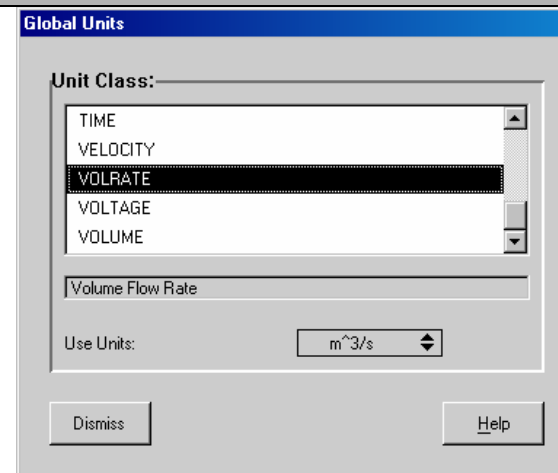 Global Units
Unit Class:
TIME
VELOCITY
VOLRATE
VOLTAGE
VOLUME
Volume Flow Rate
Use Units: m^3/s
Dismiss Help